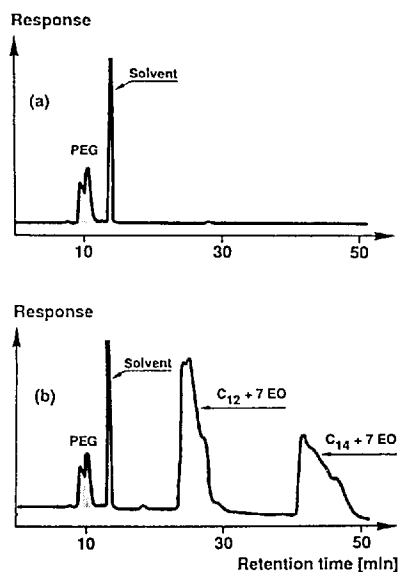 Response
Solvent
(a)
PEG
10
30
50
Response
Solvent
(b)
C12 + 7 EO
PEG
C14 + 7 EO
10
30
50
Retention time [min]